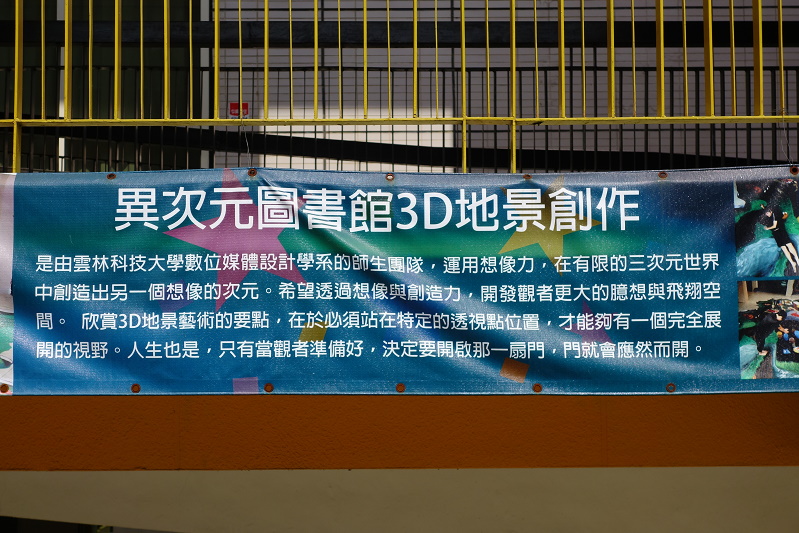 異次元圖書館3D地景創作
是由雲林科技大學數位媒體設計學系的師生團隊，運用想像力，在有限的三次元世界
中創造出另一個想像的次元。希望透過想像與創造力，開發觀者更大的臆想與飛翔空
間。 欣賞3D地景藝術的要點，在於必須站在特定的透視點位置，才能夠有一個完全展
開的視野。人生也是，只有當觀者準備好，決定要開啟那一扇門，門就會應然而開。